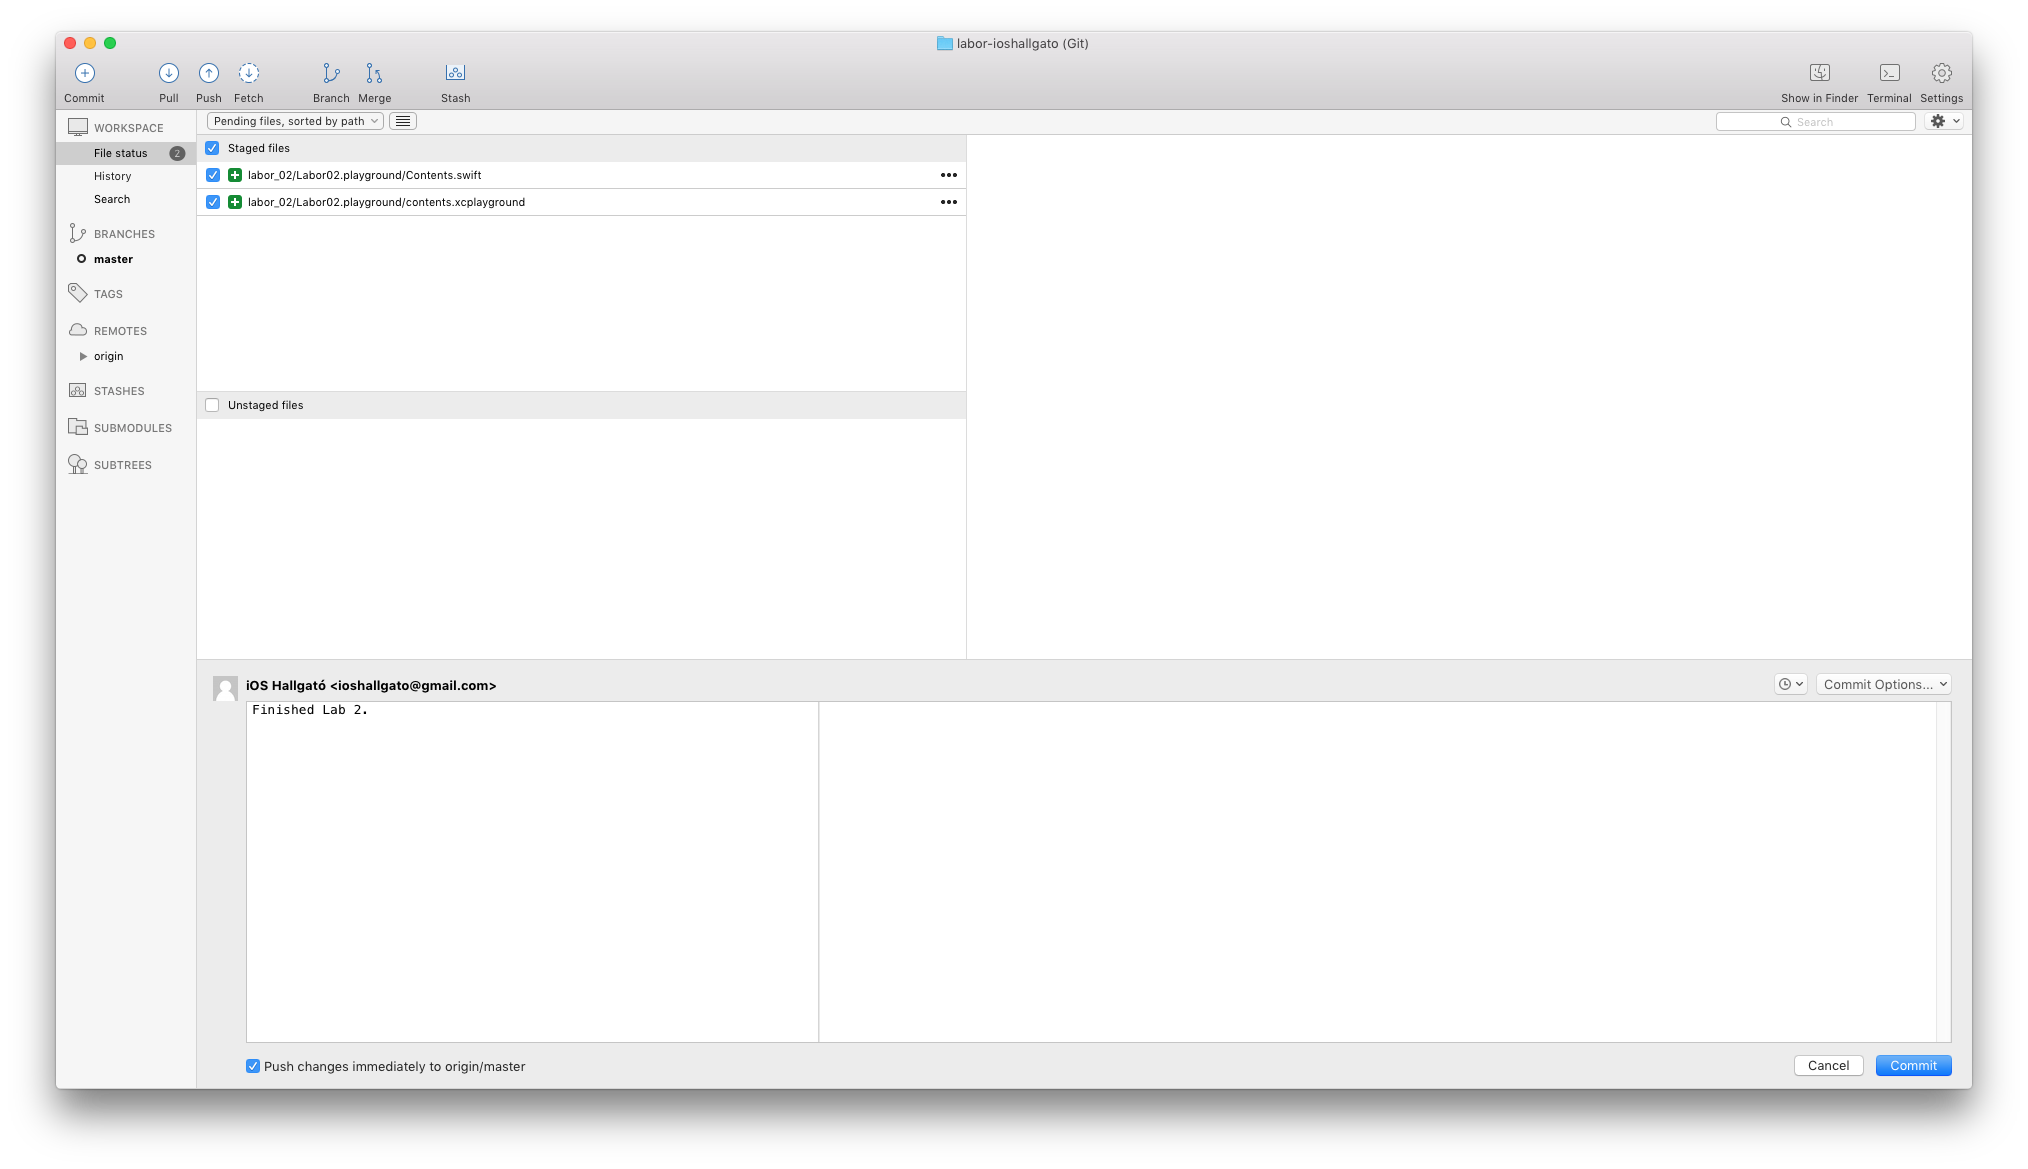 labor-ioshallgato (Git)
Commit Pull Push Fetch Branch Merge Stash Show in Finder Terminal Settings
WORKSPACE
File status 2
History
Search
BRANCHES
master
TAGS
REMOTES
origin
STASHES
SUBMODULES
SUBTREES
Pending files, sorted by path
Search
Staged files
labor_02/Labor02.playground/Contents.swift
labor_02/Labor02.playground/contents.xcplayground
Unstaged files
iOS Hallgató <ioshallgato@gmail.com>
Commit Options...
Finished Lab 2.
Push changes immediately to origin/master
Cancel Commit